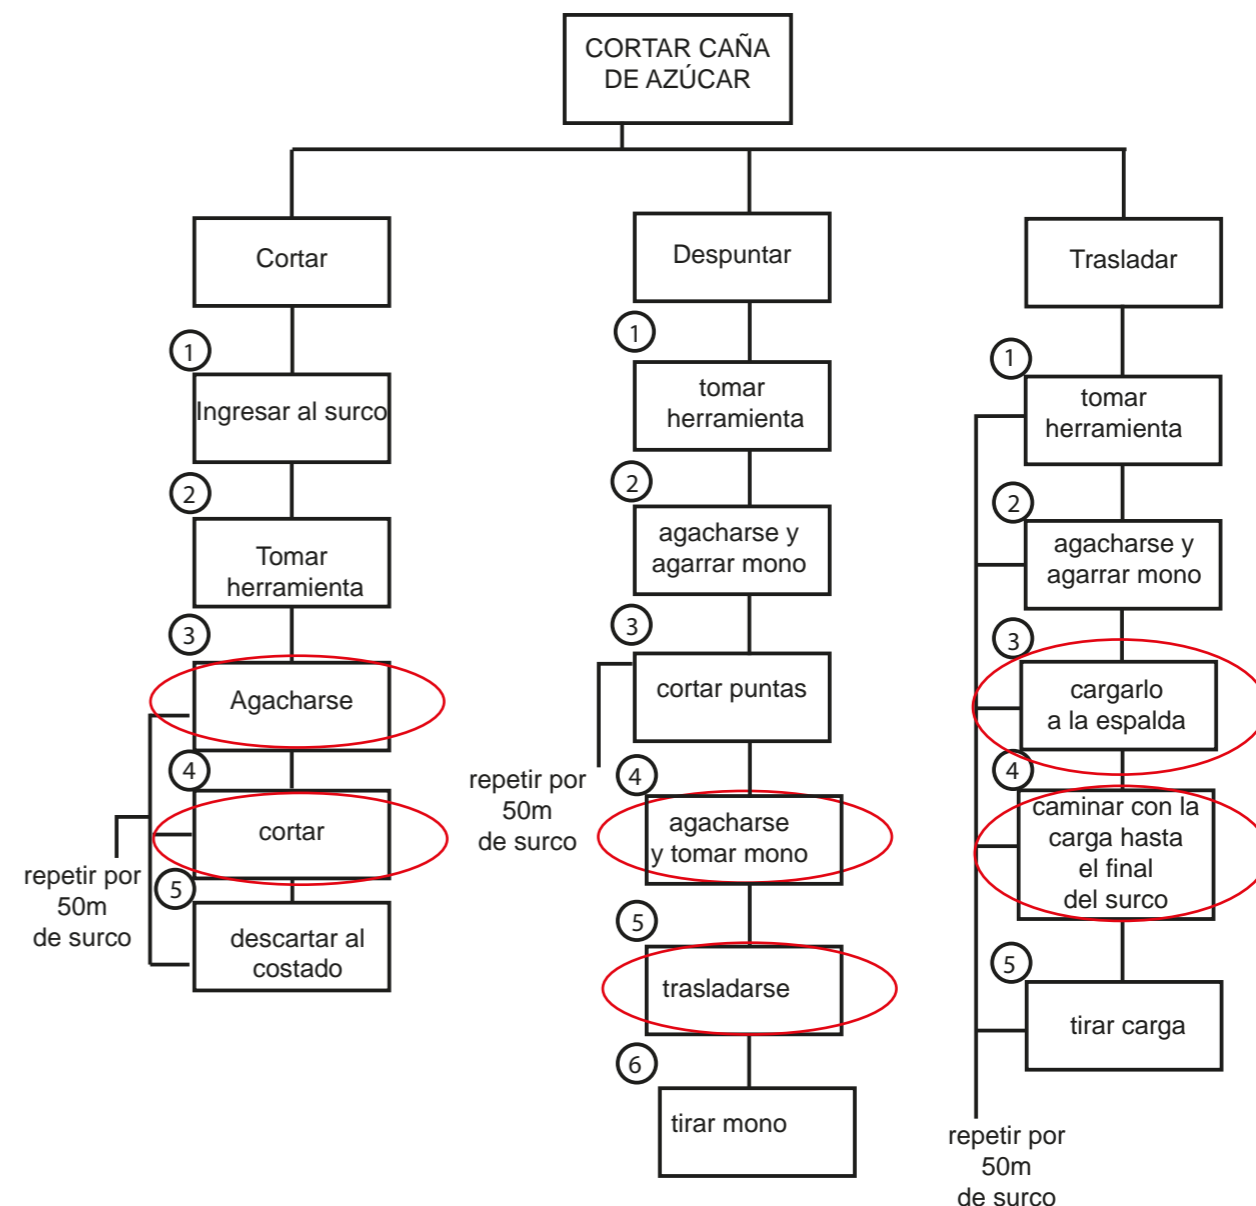 CORTAR CAÑA
DE AZÚCAR
Cortar
1
Ingresar al surco
2
Tomar
herramienta
3
Agacharse
4
cortar
5
descartar al
costado
repetir por
50m
de surco
Despuntar
1
tomar
herramienta
2
agacharse y
agarrar mono
3
cortar puntas
repetir por
50m
de surco
4
agacharse
y tomar mono
5
trasladarse
6
tirar mono
Trasladar
1
tomar
herramienta
2
agacharse y
agarrar mono
3
cargarlo
a la espalda
4
caminar con la
carga hasta
el final
del surco
5
tirar carga
repetir por
50m
de surco